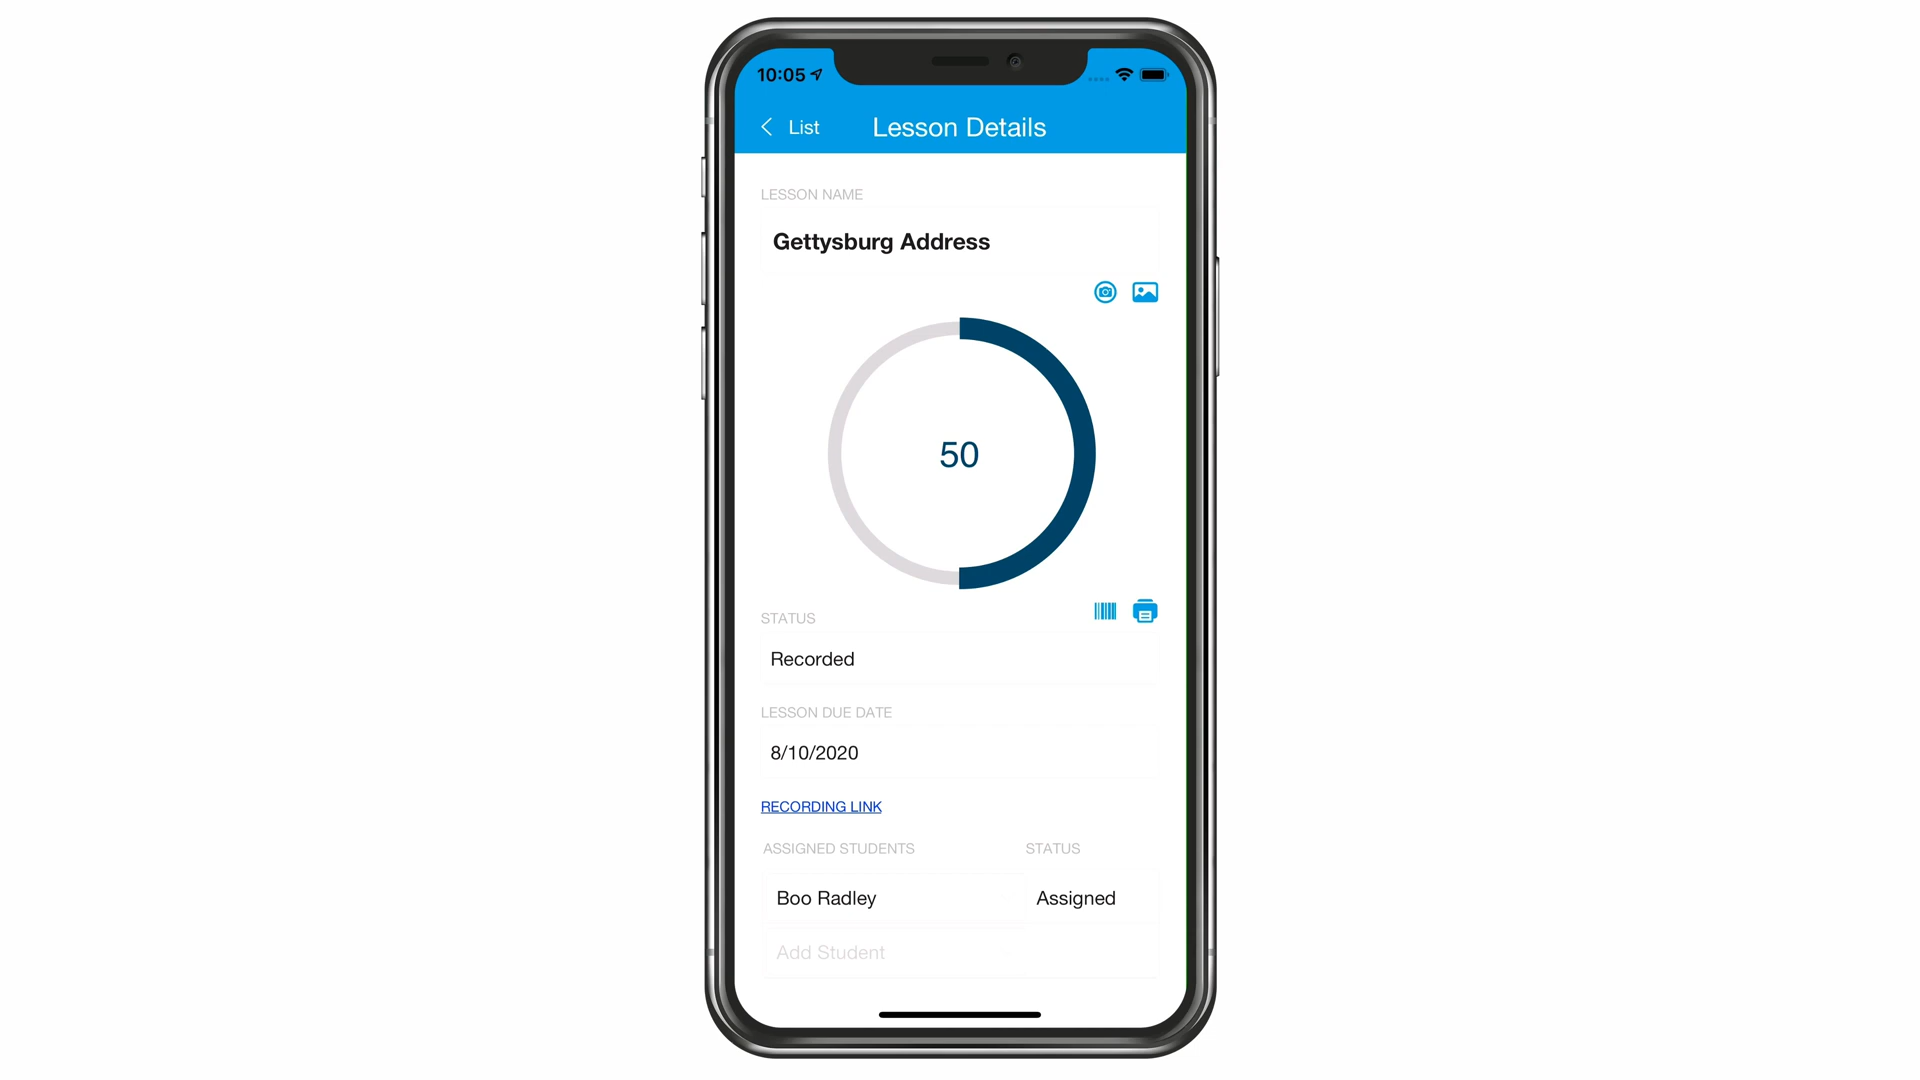 10:05
List
Lesson Details
LESSON NAME
Gettysburg Address
50
STATUS
Recorded
LESSON DUE DATE
8/10/2020
RECORDING LINK
ASSIGNED STUDENTS STATUS
Boo Radley Assigned
Add Student